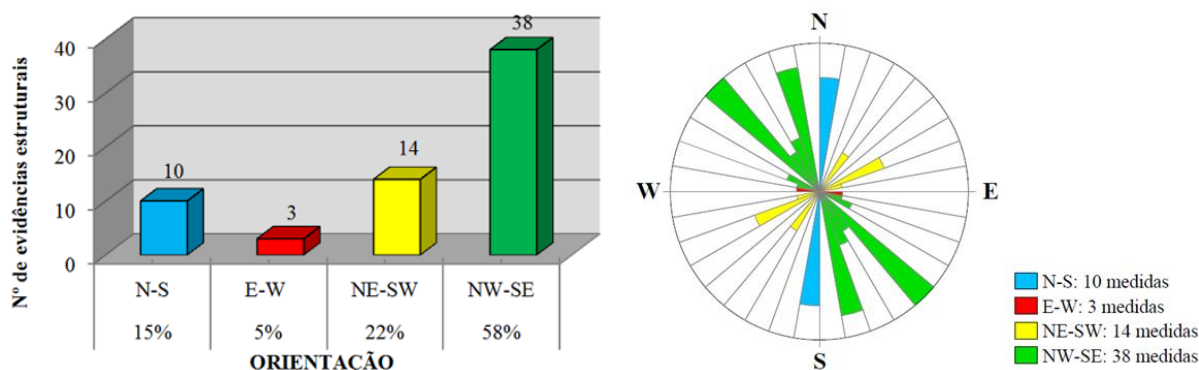 Nº de evidências estruturais
40
30
20
10
0
10
3
14
38
N-S
E-W
NE-SW
NW-SE
15%
5%
22%
58%
ORIENTAÇÃO
N
W
E
S
N-S: 10 medidas
E-W: 3 medidas
NE-SW: 14 medidas
NW-SE: 38 medidas